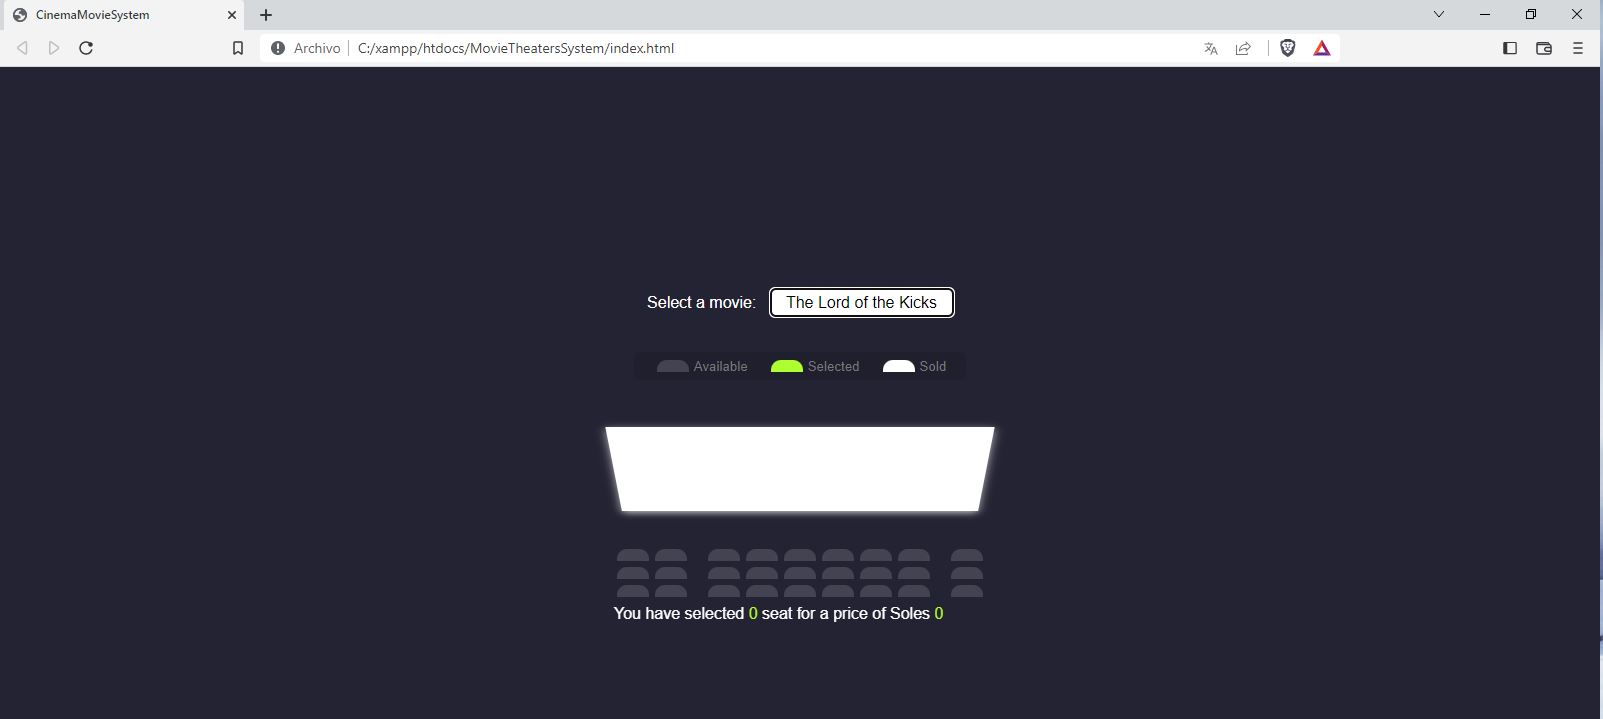 CinemaMovieSystem
Archivo C:/xampp/htdocs/MovieTheatersSystem/index.html
Select a movie: The Lord of the Kicks
Available Selected Sold
You have selected 0 seat for a price of Soles 0